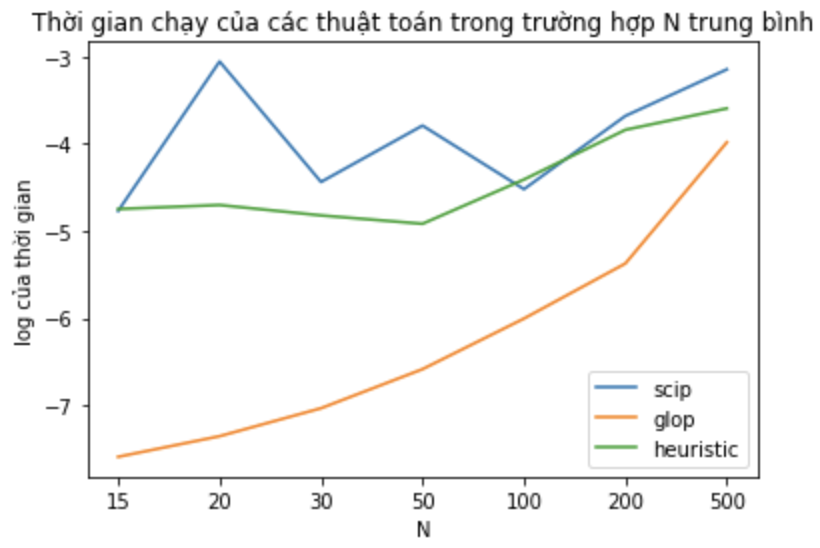 Thời gian chạy của các thuật toán trong trường hợp N trung bình
log của thời gian
−3
−4
−5
−6
−7
scip
glop
heuristic
15 20 30 50 100 200 500
N